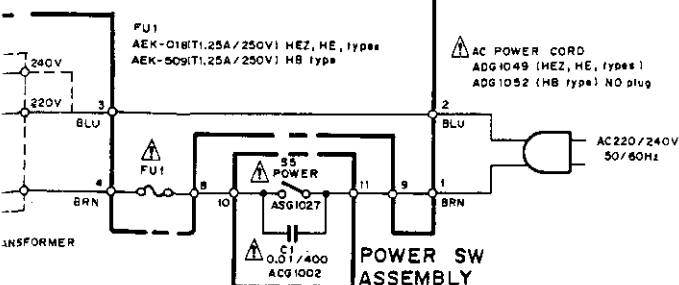 FU1
AEK-018(T1.25A/250V) HEZ, HE, types
AEK-509(T1.25A/250V) HB type
AC POWER CORD
ADG1049 (HEZ, HE, types)
ADG1052 (HB type) NO plug
240V
220V
3
BLU
2
BLU
AC220/240V
50/60Hz
FU1
S5
POWER
4
BRN
8
10
ASG1027
11
9
1
BRN
C1
0.01/400
ACG1002
POWER SW
ASSEMBLY
ANSFORMER